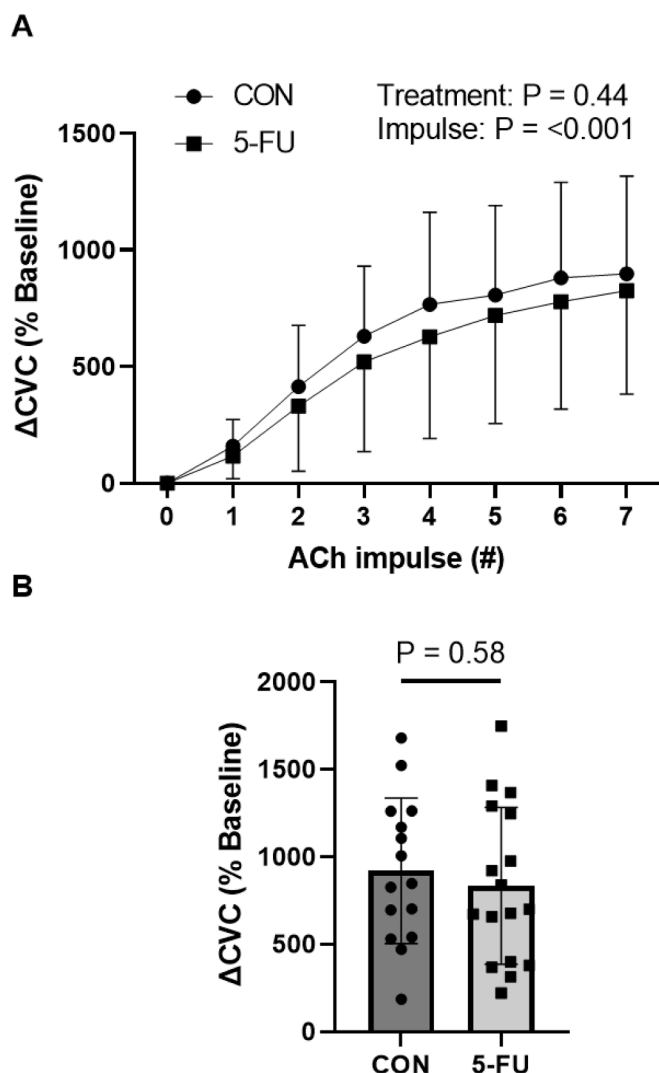 A
CON
5-FU
Treatment: P = 0.44
Impulse: P = <0.001
ΔCVC (% Baseline)
1500
1000
500
0
0 1 2 3 4 5 6 7
ACh impulse (#)
B
P = 0.58
ΔCVC (% Baseline)
2000
1500
1000
500
0
CON 5-FU